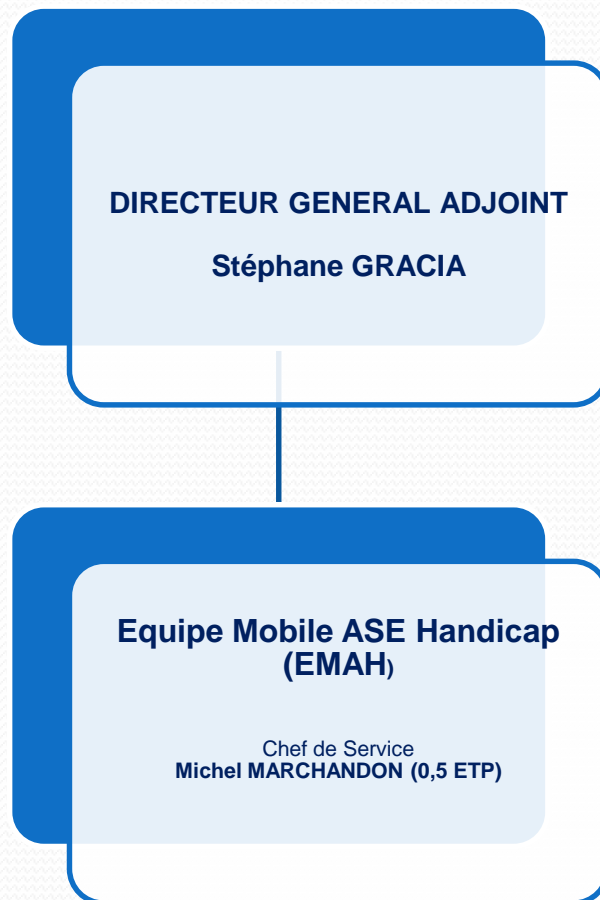 DIRECTEUR GENERAL ADJOINT
Stéphane GRACIA
Equipe Mobile ASE Handicap
(EMAH)
Chef de Service
Michel MARCHANDON (0,5 ETP)